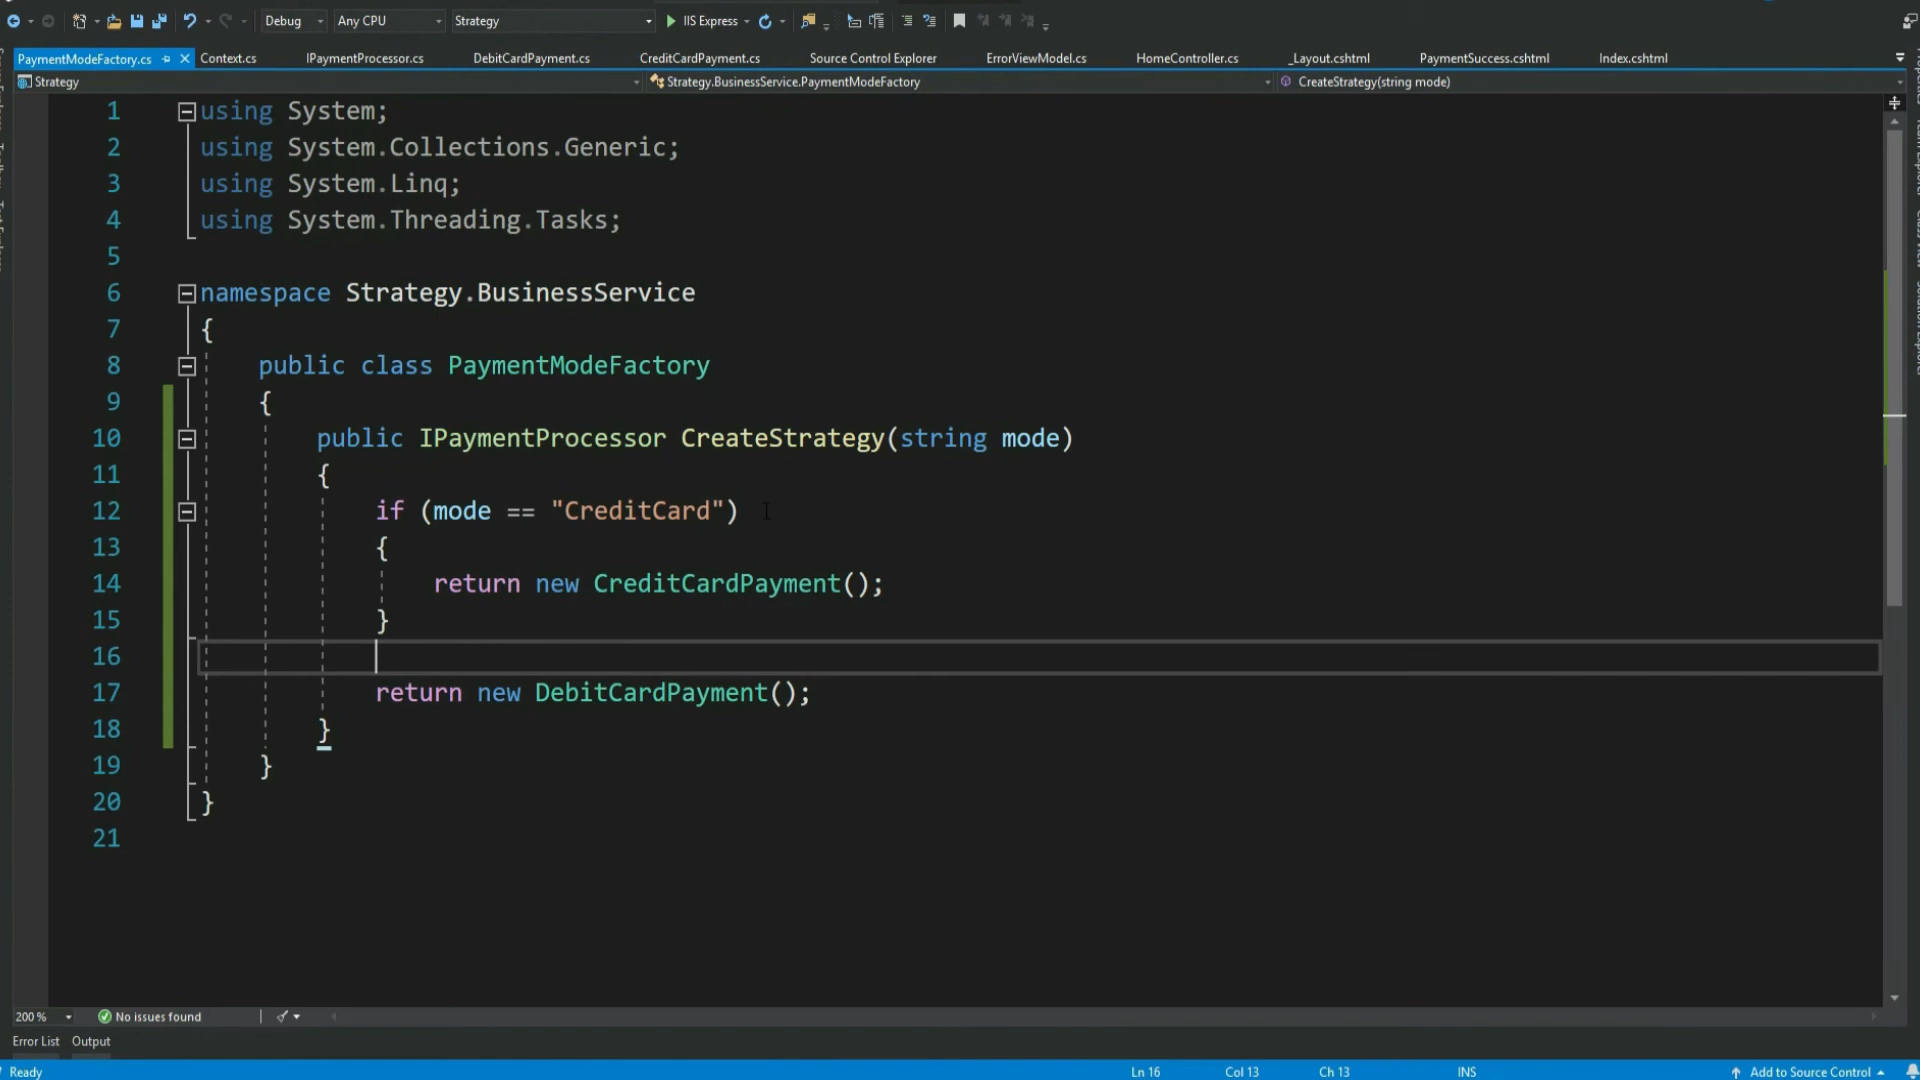 Debug Any CPU Strategy IIS Express
PaymentModeFactory.cs Context.cs IPaymentProcessor.cs DebitCardPayment.cs CreditCardPayment.cs Source Control Explorer ErrorViewModel.cs HomeController.cs _Layout.cshtml PaymentSuccess.cshtml Index.cshtml
Strategy Strategy.BusinessService.PaymentModeFactory CreateStrategy(string mode)
1 using System;
2 using System.Collections.Generic;
3 using System.Linq;
4 using System.Threading.Tasks;
5
6 namespace Strategy.BusinessService
7 {
8 public class PaymentModeFactory
9 {
10 public IPaymentProcessor CreateStrategy(string mode)
11 {
12 if (mode == "CreditCard")
13 {
14 return new CreditCardPayment();
15 }
16
17 return new DebitCardPayment();
18 }
19 }
20 }
21
200 % No issues found
Error List Output
Ready Ln 16 Col 13 Ch 13 INS Add to Source Control